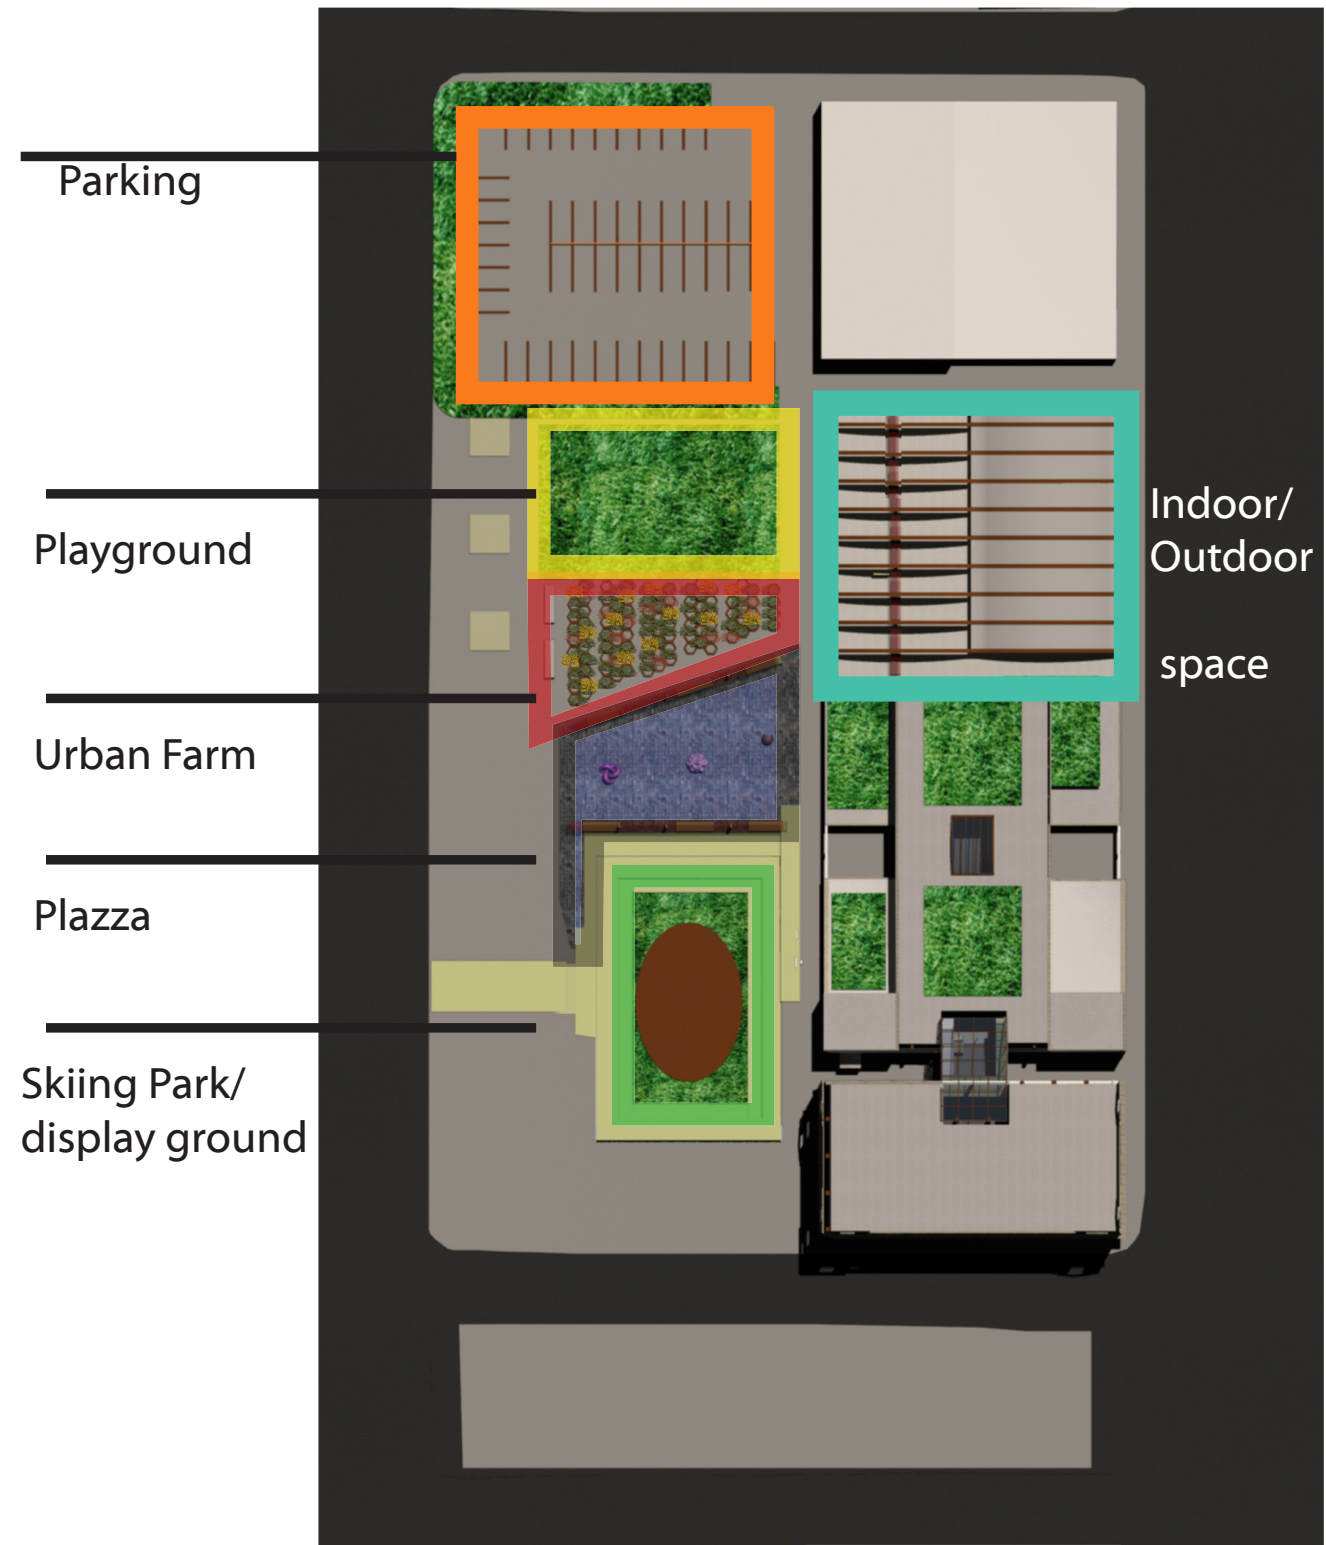 Parking
Playground
Indoor/
Outdoor
space
Urban Farm
Plazza
Skiing Park/
display ground